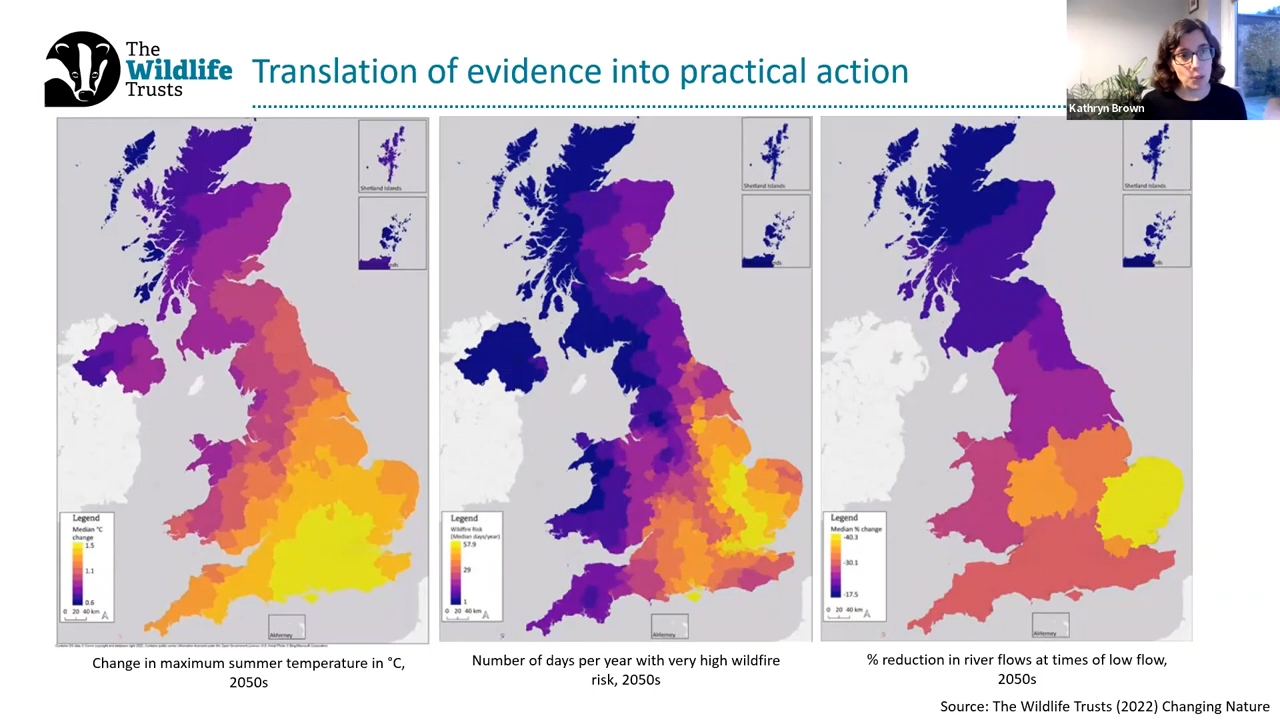 The
Wildlife
Trusts
Translation of evidence into practical action
Kathryn Brown
Shetland Islands
Legend
Median °C
change
1.5
1.1
0.6
0 20 40 km
Alderney
Change in maximum summer temperature in °C,
2050s
Shetland Islands
Legend
Wildfire Risk
(Median days/year)
57.9
29
1
0 20 40 km
Alderney
Number of days per year with very high wildfire
risk, 2050s
Shetland Islands
Legend
Median % change
-40.3
-30.1
-17.5
0 20 40 km
Alderney
% reduction in river flows at times of low flow,
2050s
Source: The Wildlife Trusts (2022) Changing Nature